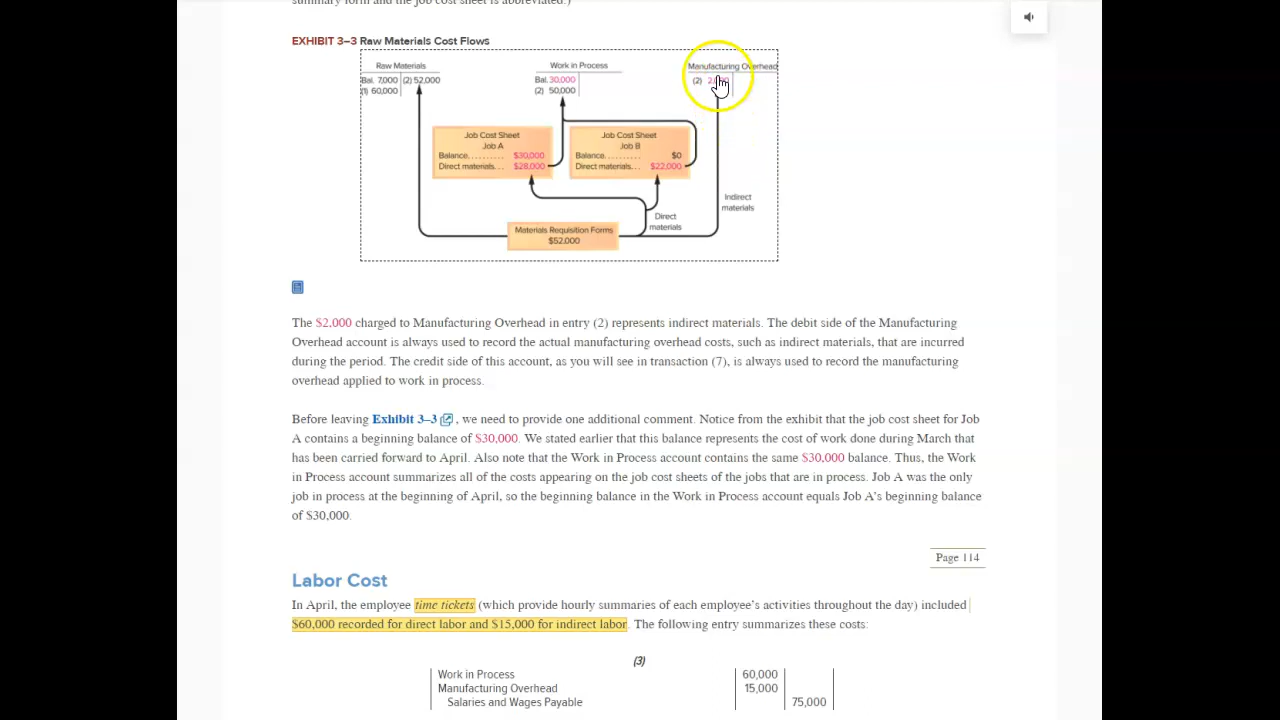 summary form and the job cost sheet is abbreviated.)
EXHIBIT 3–3 Raw Materials Cost Flows
Raw Materials
Bal. 7,000 (2) 52,000
(1) 60,000
Work in Process
Bal. 30,000
(2) 50,000
Manufacturing Overhead
(2)
Job Cost Sheet
Job A
Balance.......... $30,000
Direct materials... $28,000
Job Cost Sheet
Job B
Balance.......... $0
Direct materials... $22,000
Indirect
materials
Direct
materials
Materials Requisition Forms
$52,000
The $2,000 charged to Manufacturing Overhead in entry (2) represents indirect materials. The debit side of the Manufacturing
Overhead account is always used to record the actual manufacturing overhead costs, such as indirect materials, that are incurred
during the period. The credit side of this account, as you will see in transaction (7), is always used to record the manufacturing
overhead applied to work in process.
Before leaving Exhibit 3–3 , we need to provide one additional comment. Notice from the exhibit that the job cost sheet for Job
A contains a beginning balance of $30,000. We stated earlier that this balance represents the cost of work done during March that
has been carried forward to April. Also note that the Work in Process account contains the same $30,000 balance. Thus, the Work
in Process account summarizes all of the costs appearing on the job cost sheets of the jobs that are in process. Job A was the only
job in process at the beginning of April, so the beginning balance in the Work in Process account equals Job A's beginning balance
of $30,000.
Page 114
Labor Cost
In April, the employee time tickets (which provide hourly summaries of each employee's activities throughout the day) included
$60,000 recorded for direct labor and $15,000 for indirect labor. The following entry summarizes these costs:
(3)
Work in Process 60,000
Manufacturing Overhead 15,000
Salaries and Wages Payable 75,000